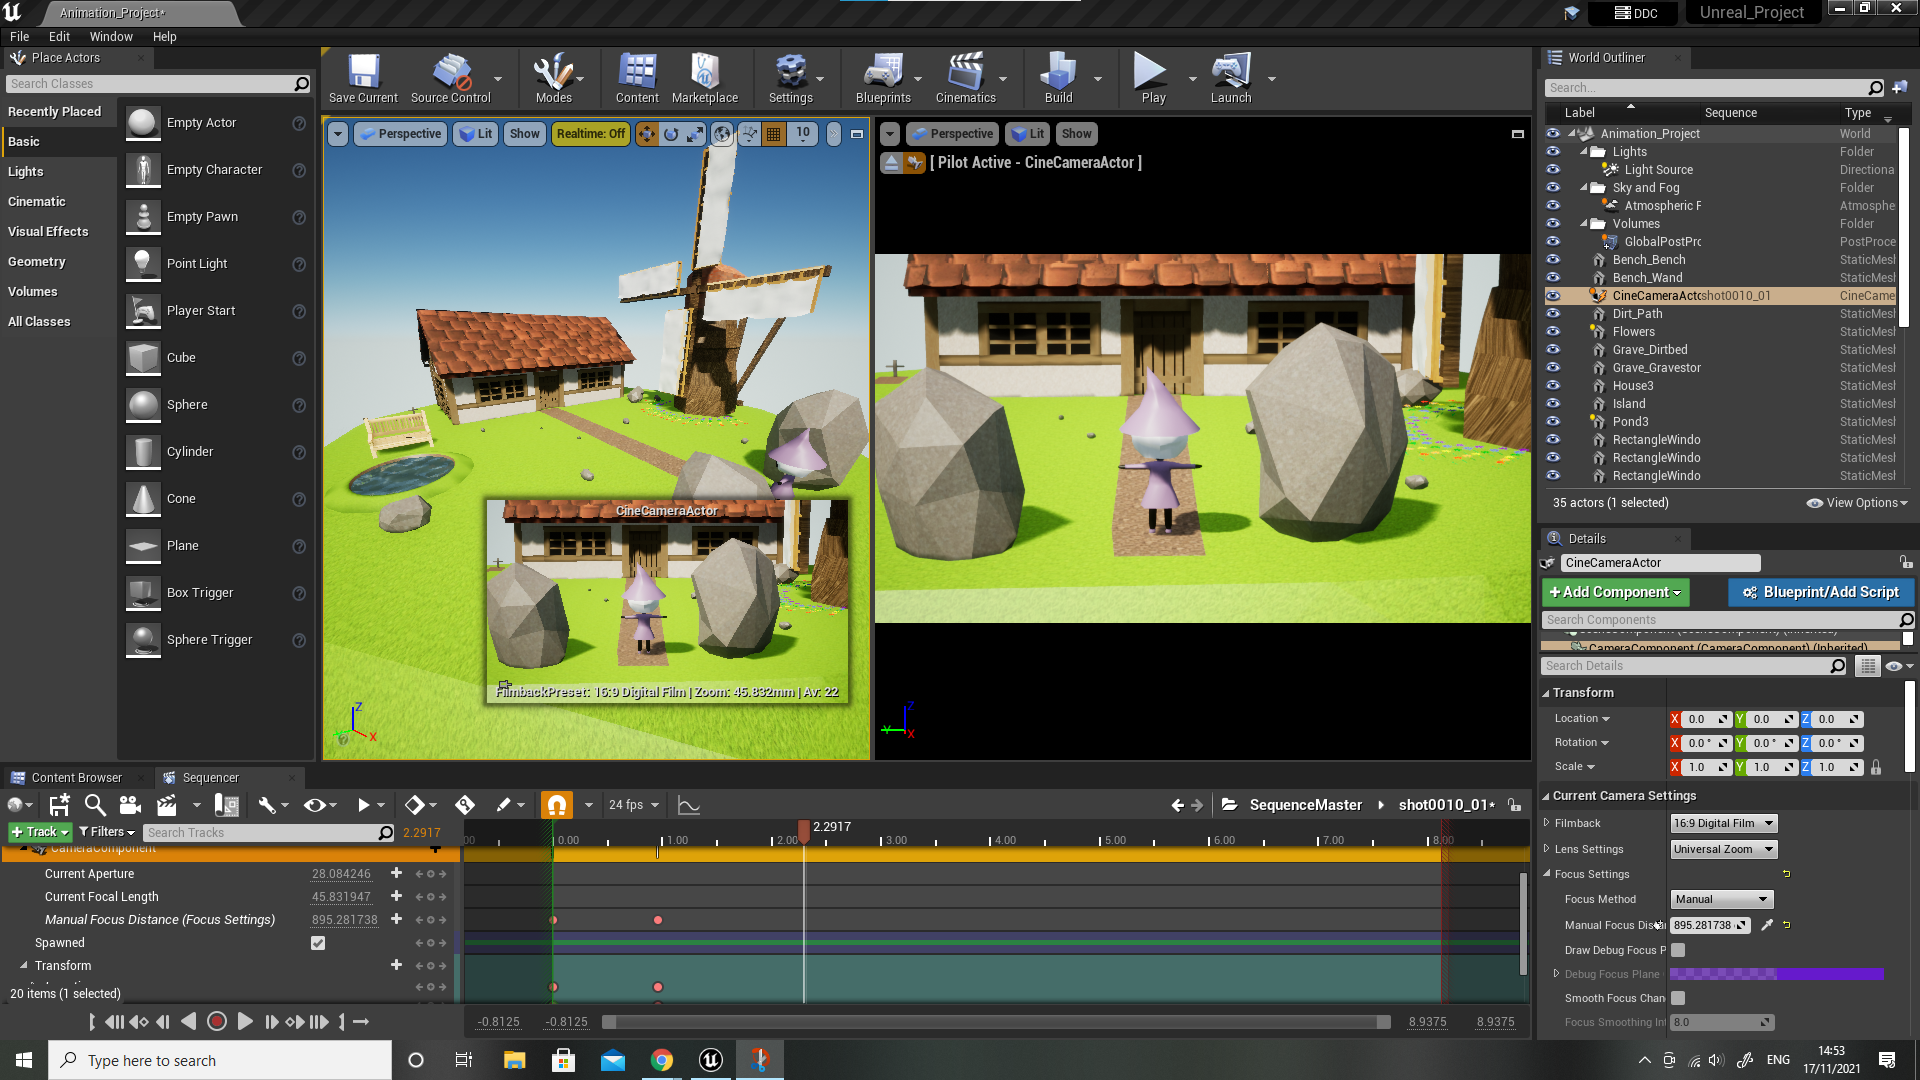 Animation_Project*
DDC
Unreal_Project
File Edit Window Help
Place Actors
Search Classes
Recently Placed
Basic
Lights
Cinematic
Visual Effects
Geometry
Volumes
All Classes
Empty Actor
Empty Character
Empty Pawn
Point Light
Player Start
Cube
Sphere
Cylinder
Cone
Plane
Box Trigger
Sphere Trigger
Save Current
Source Control
Modes
Content
Marketplace
Settings
Blueprints
Cinematics
Build
Play
Launch
Perspective Lit Show Realtime: Off 10
CineCameraActor
FilmbackPreset: 16:9 Digital Film | Zoom: 45.832mm | Av: 22
Z
X
Perspective Lit Show
[ Pilot Active - CineCameraActor ]
Z
Y
X
World Outliner
Search...
Label Sequence Type
Animation_Project World
Lights Folder
Light Source Directiona
Sky and Fog Folder
Atmospheric F Atmosphe
Volumes Folder
GlobalPostPrc PostProce
Bench_Bench StaticMesh
Bench_Wand StaticMesh
CineCameraActc shot0010_01 CineCame
Dirt_Path StaticMesh
Flowers StaticMesh
Grave_Dirtbed StaticMesh
Grave_Gravestor StaticMesh
House3 StaticMesh
Island StaticMesh
Pond3 StaticMesh
RectangleWindo StaticMesh
RectangleWindo StaticMesh
RectangleWindo StaticMesh
35 actors (1 selected)
View Options
Details
CineCameraActor
+Add Component
Blueprint/Add Script
Search Components
CameraComponent (CameraComponent) (Inherited)
Search Details
Transform
Location X 0.0 Y 0.0 Z 0.0
Rotation X 0.0 ° Y 0.0 ° Z 0.0 °
Scale X 1.0 Y 1.0 Z 1.0
Current Camera Settings
Filmback 16:9 Digital Film
Lens Settings Universal Zoom
Focus Settings
Focus Method Manual
Manual Focus Dista 895.281738
Draw Debug Focus P
Debug Focus Plane
Smooth Focus Chan
Focus Smoothing Int 8.0
Content Browser
Sequencer
24 fps
SequenceMaster shot0010_01*
+Track Filters Search Tracks 2.2917
2.2917
00 0.00 1.00 2.00 3.00 4.00 5.00 6.00 7.00 8.00
CameraComponent
Current Aperture 28.084246
Current Focal Length 45.831947
Manual Focus Distance (Focus Settings) 895.281738
Spawned
Transform
20 items (1 selected)
-0.8125 -0.8125 8.9375 8.9375
Type here to search
ENG
14:53
17/11/2021